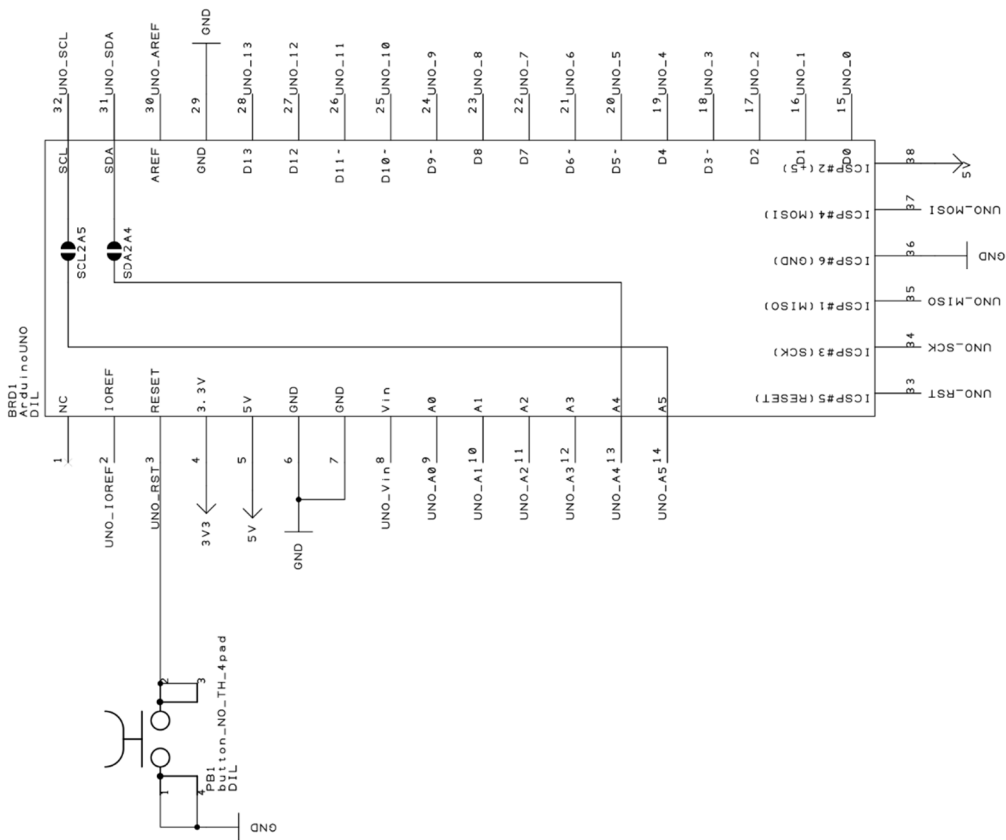 GND
32 UNO_SCL
31 UNO_SDA
30 UNO_AREF
29
28 UNO_13
27 UNO_12
26 UNO_11
25 UNO_10
24 UNO_9
23 UNO_8
22 UNO_7
21 UNO_6
20 UNO_5
19 UNO_4
18 UNO_3
17 UNO_2
16 UNO_1
15 UNO_0
SCL
SDA
AREF
GND
D13
D12
D11-
D10-
D9-
D8
D7
D6-
D5-
D4
D3-
D2
D1
D0
SCL2A5
SDA2A4
ICSP#2(+5)
38
5V
ICSP#4(MOSI)
37
UNO_MOSI
ICSP#6(GND)
36
GND
ICSP#1(MISO)
35
UNO_MISO
ICSP#3(SCK)
34
UNO_SCK
ICSP#5(RESET)
33
UNO_RST
BRD1
ArduinoUNO
DIL
NC
IOREF
RESET
3.3V
5V
GND
GND
Vin
A0
A1
A2
A3
A4
A5
1
UNO_IOREF 2
UNO_RST 3
4
3V3
5
5V
6
7
GND
UNO_Vin 8
UNO_A0 9
UNO_A1 10
UNO_A2 11
UNO_A3 12
UNO_A4 13
UNO_A5 14
2
3
PB1
button_NO_TH_4pad
DIL
1
4
GND